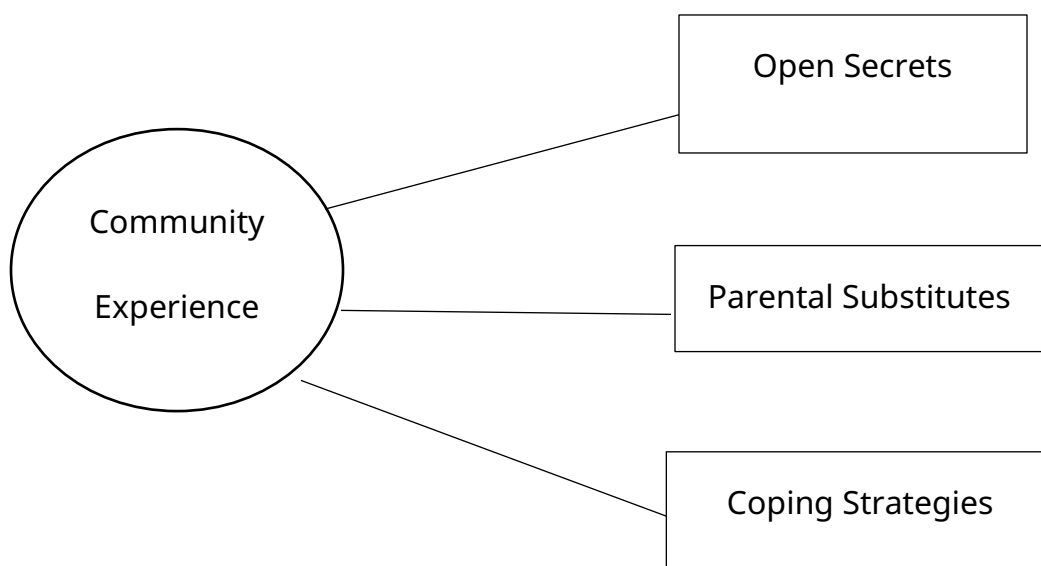 Open Secrets
Community
Experience
Parental Substitutes
Coping Strategies